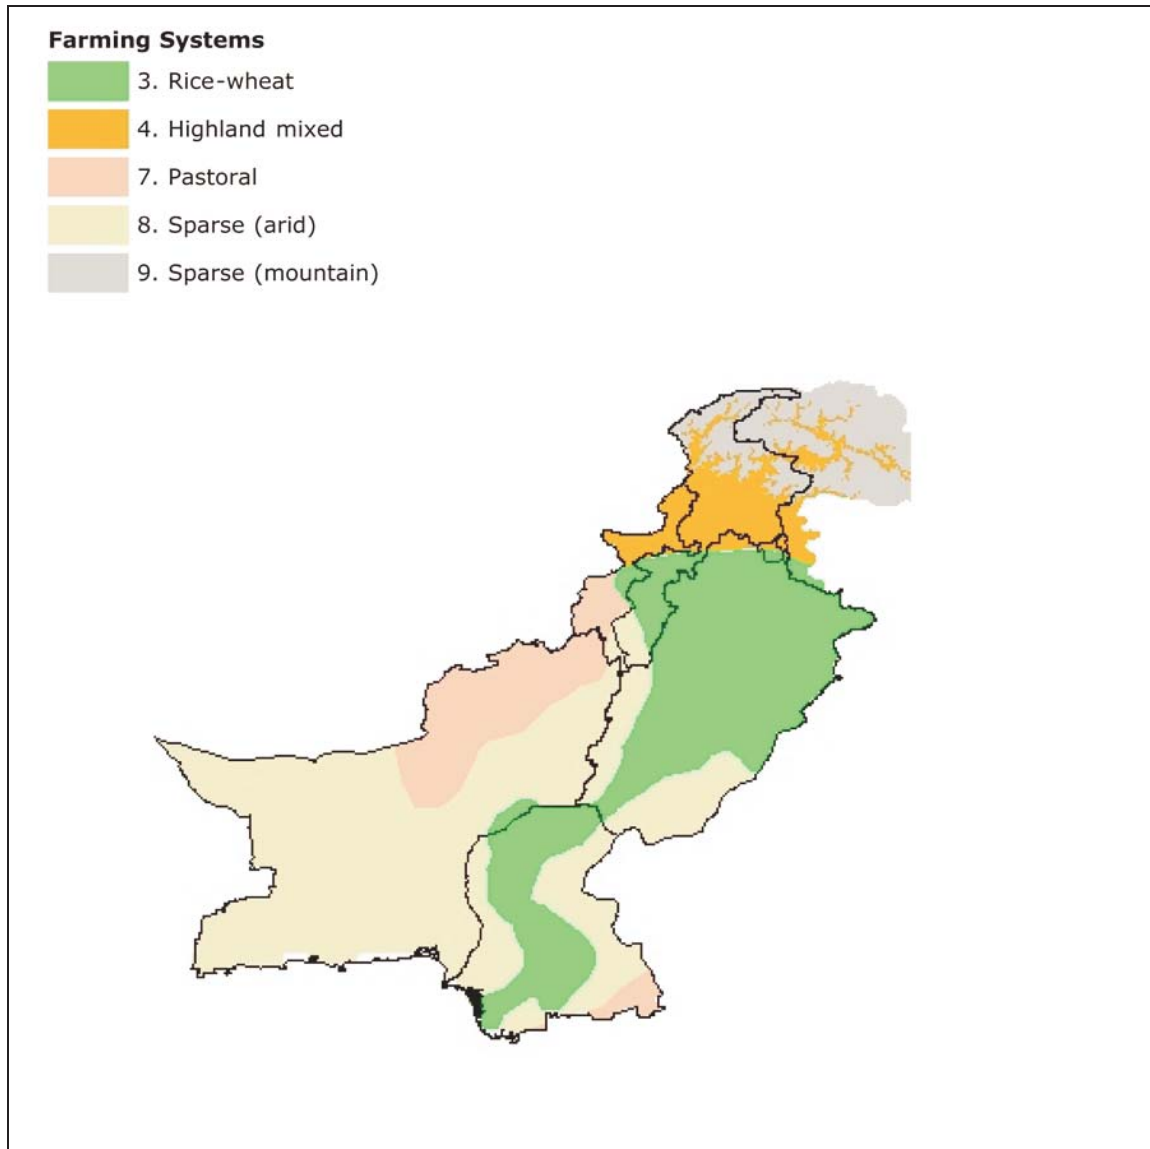 Farming Systems
3. Rice-wheat
4. Highland mixed
7. Pastoral
8. Sparse (arid)
9. Sparse (mountain)